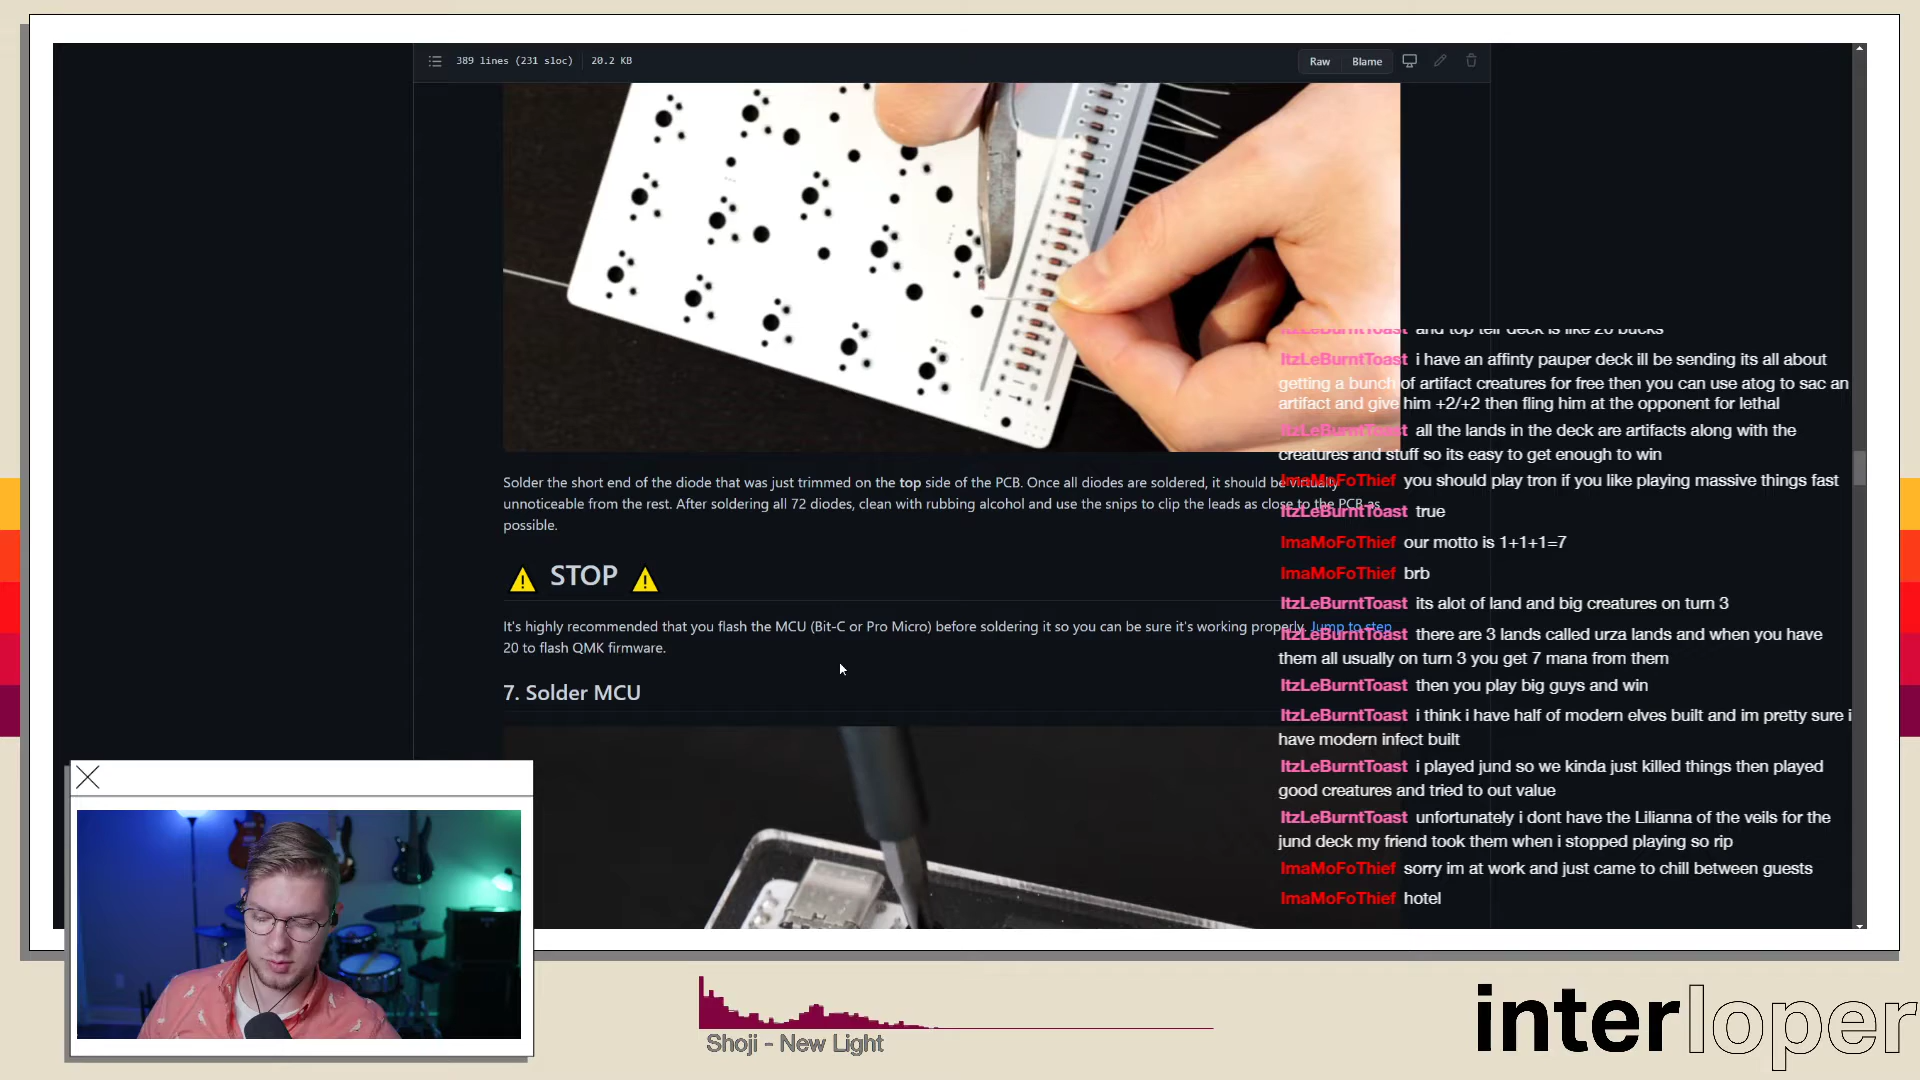 389 lines (231 sloc) 20.2 KB
Raw Blame
Solder the short end of the diode that was just trimmed on the top side of the PCB. Once all diodes are soldered, it should be virtually
unnoticeable from the rest. After soldering all 72 diodes, clean with rubbing alcohol and use the snips to clip the leads as close to the PCB as
possible.
STOP
It's highly recommended that you flash the MCU (Bit-C or Pro Micro) before soldering it so you can be sure it's working properly. Jump to step
20 to flash QMK firmware.
7. Solder MCU
ItzLeBurntToast and top teir deck is like 20 bucks
ItzLeBurntToast i have an affinty pauper deck ill be sending its all about
getting a bunch of artifact creatures for free then you can use atog to sac an
artifact and give him +2/+2 then fling him at the opponent for lethal
ItzLeBurntToast all the lands in the deck are artifacts along with the
creatures and stuff so its easy to get enough to win
ImaMoFoThief you should play tron if you like playing massive things fast
ItzLeBurntToast true
ImaMoFoThief our motto is 1+1+1=7
ImaMoFoThief brb
ItzLeBurntToast its alot of land and big creatures on turn 3
ItzLeBurntToast there are 3 lands called urza lands and when you have
them all usually on turn 3 you get 7 mana from them
ItzLeBurntToast then you play big guys and win
ItzLeBurntToast i think i have half of modern elves built and im pretty sure i
have modern infect built
ItzLeBurntToast i played jund so we kinda just killed things then played
good creatures and tried to out value
ItzLeBurntToast unfortunately i dont have the Lilianna of the veils for the
jund deck my friend took them when i stopped playing so rip
ImaMoFoThief sorry im at work and just came to chill between guests
ImaMoFoThief hotel
Shoji - New Light
interloper